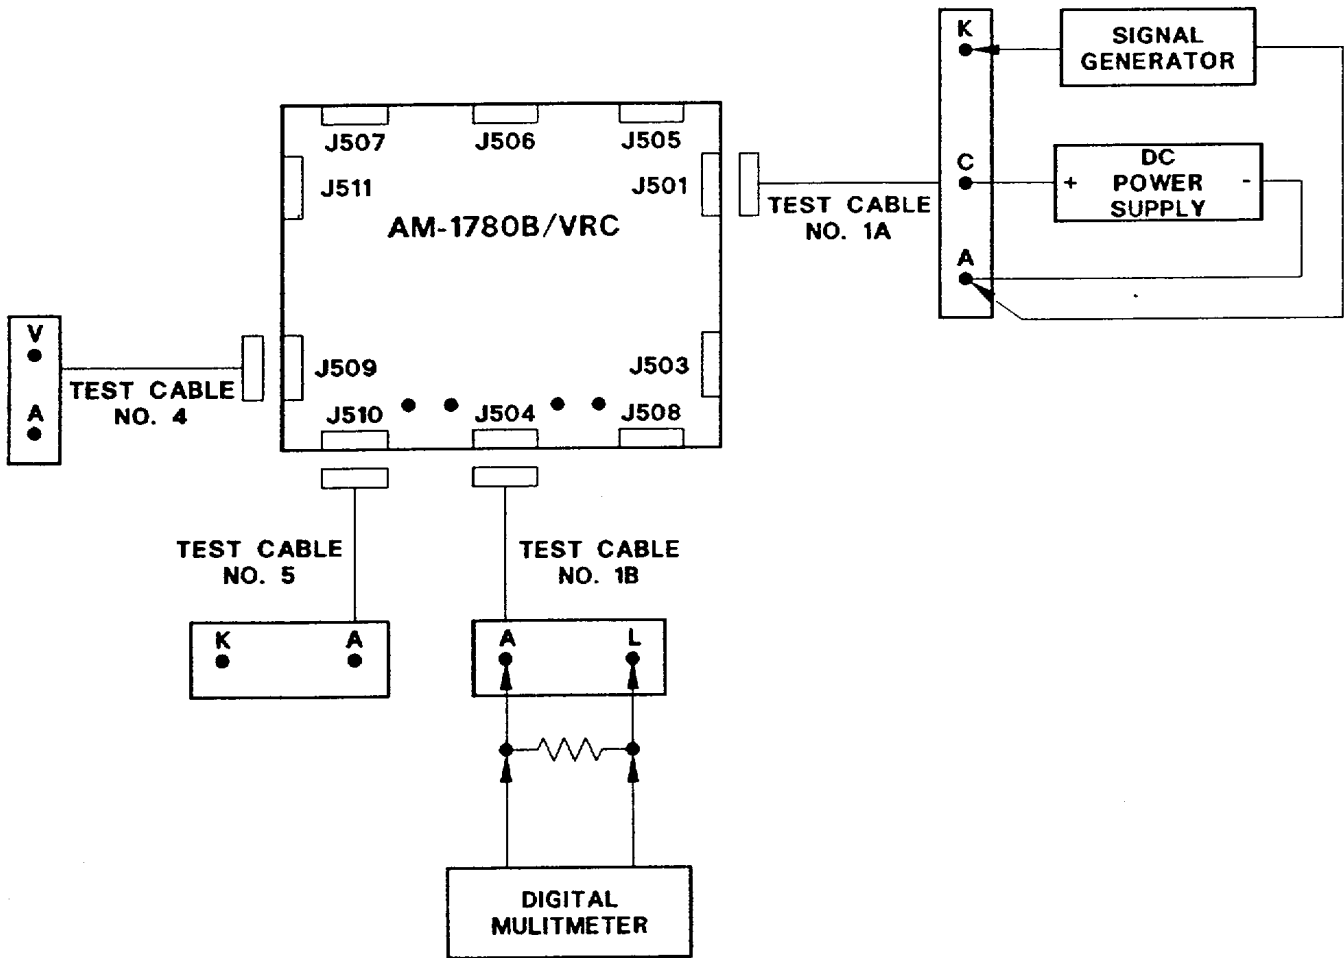 K
SIGNAL
GENERATOR
J507
J506
J505
J511
J501
C
+
DC
POWER
SUPPLY
-
TEST CABLE
NO. 1A
AM-1780B/VRC
A
V
A
TEST CABLE
NO. 4
J509
J503
J510
J504
J508
TEST CABLE
NO. 5
TEST CABLE
NO. 1B
K
A
A
L
DIGITAL
MULITMETER